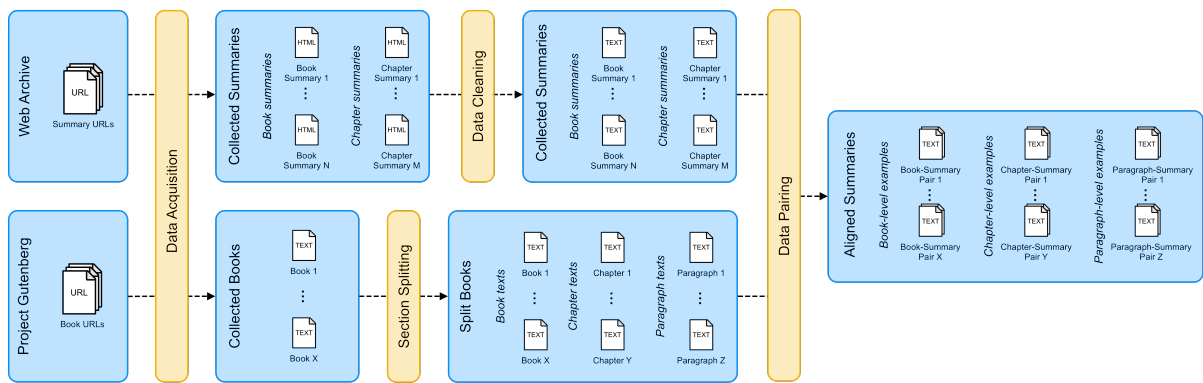 Web Archive
URL
Summary URLs
Data Acquisition
Collected Summaries
Book summaries
HTML
Book
Summary 1
HTML
Book
Summary N
Chapter summaries
HTML
Chapter
Summary 1
HTML
Chapter
Summary M
Data Cleaning
Collected Summaries
Book summaries
TEXT
Book
Summary 1
TEXT
Book
Summary N
Chapter summaries
TEXT
Chapter
Summary 1
TEXT
Chapter
Summary M
Project Gutenberg
URL
Book URLs
Collected Books
TEXT
Book 1
TEXT
Book X
Section Splitting
Split Books
Book texts
TEXT
Book 1
TEXT
Book X
Chapter texts
TEXT
Chapter 1
TEXT
Chapter Y
Paragraph texts
TEXT
Paragraph 1
TEXT
Paragraph Z
Data Pairing
Aligned Summaries
Book-level examples
TEXT
Book-Summary
Pair 1
TEXT
Book-Summary
Pair X
Chapter-level examples
TEXT
Chapter-Summary
Pair 1
TEXT
Chapter-Summary
Pair Y
Paragraph-level examples
TEXT
Paragraph-Summary
Pair 1
TEXT
Paragraph-Summary
Pair Z